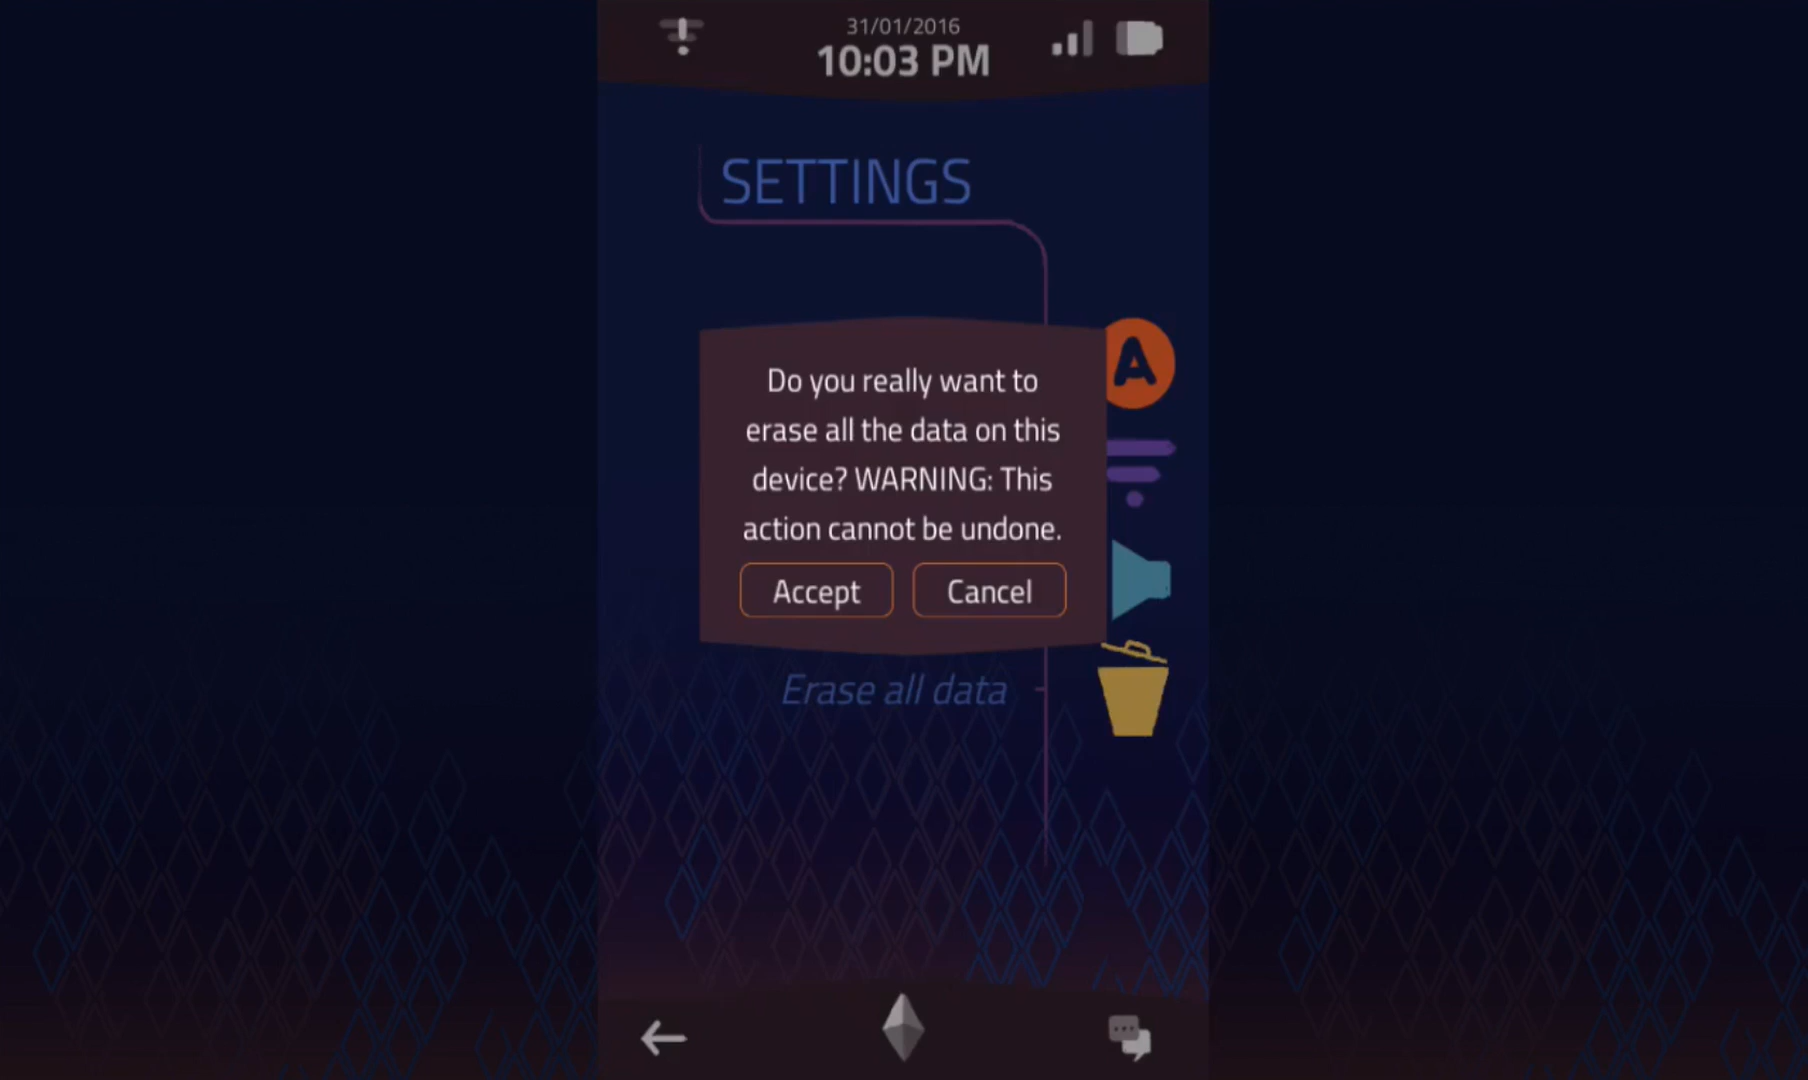 31/01/2016
10:03 PM
SETTINGS
A
Do you really want to
erase all the data on this
device? WARNING: This
action cannot be undone.
Accept
Cancel
Erase all data